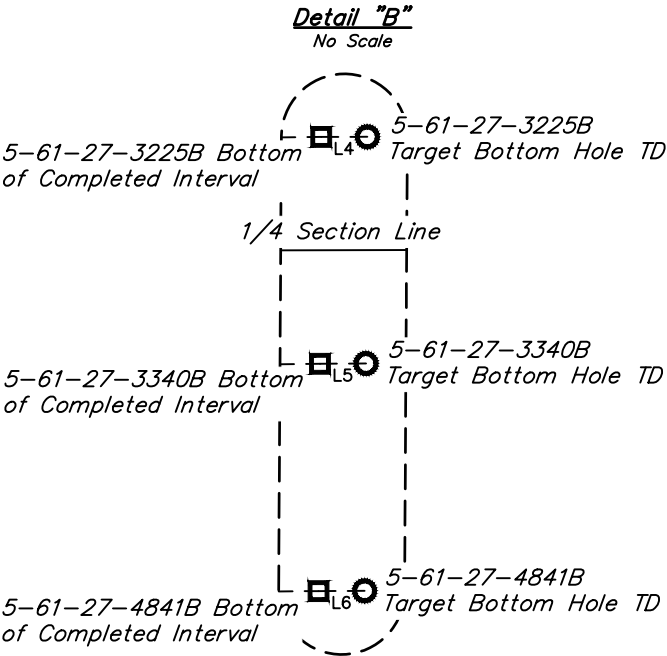 Detail "B"
No Scale
5-61-27-3225B
Target Bottom Hole TD
L4
5-61-27-3225B Bottom
of Completed Interval
1/4 Section Line
5-61-27-3340B
Target Bottom Hole TD
L5
5-61-27-3340B Bottom
of Completed Interval
5-61-27-4841B
Target Bottom Hole TD
L6
5-61-27-4841B Bottom
of Completed Interval